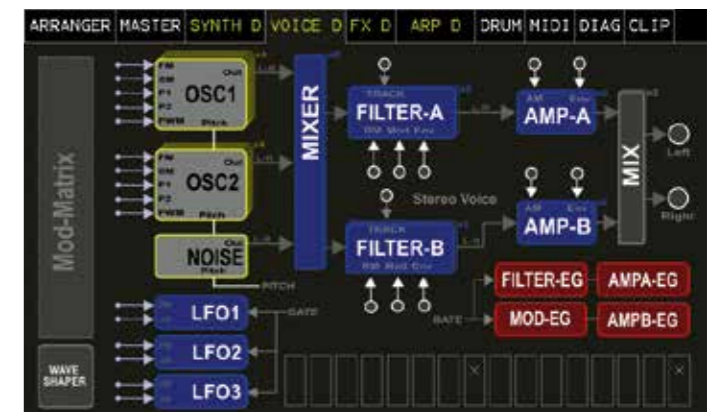 ARRANGER MASTER SYNTH D VOICE D FX D ARP D DRUM MIDI DIAG CLIP
Mod-Matrix
WAVE
SHAPER
FM
P1
P2
PWM
Out
OSC1
Pitch
FM
P1
P2
PWM
Out
OSC2
Pitch
Out
NOISE
Pitch
PITCH
LFO1
LFO2
LFO3
GATE
MIXER
TRACK
FILTER-A
RM Mod Env
Stereo Voice
TRACK
FILTER-B
RM Mod Env
AM Env
AMP-A
AM Env
AMP-B
MIX
Left
Right
GATE
FILTER-EG
AMPA-EG
MOD-EG
AMPB-EG